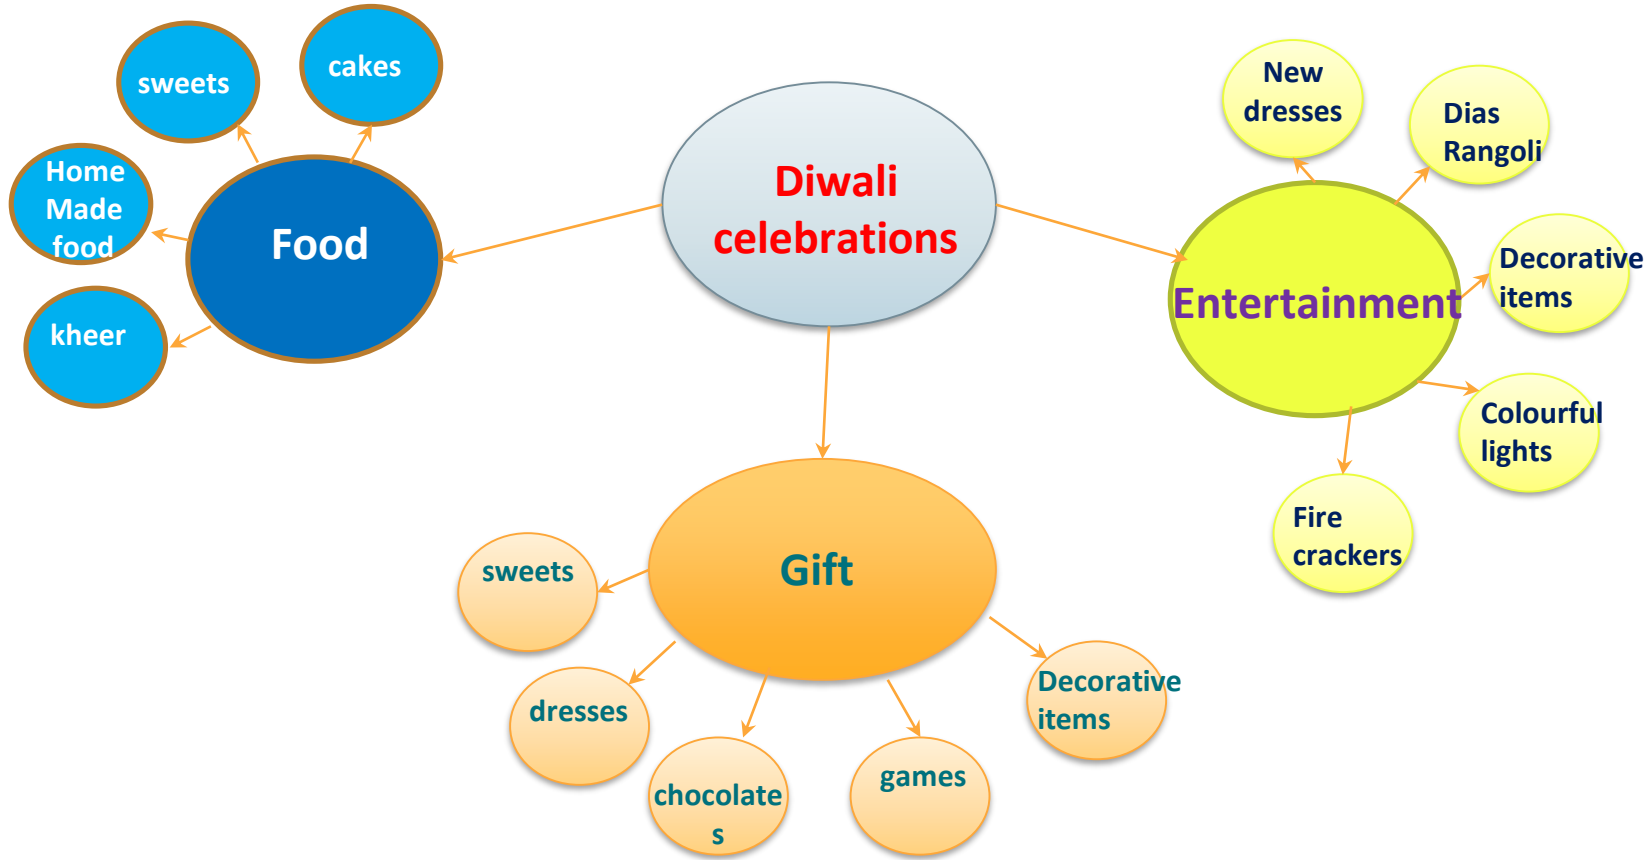 Diwali
celebrations
Food
cakes
sweets
Home
Made
food
kheer
Entertainment
New
dresses
Dias
Rangoli
Decorative
items
Colourful
lights
Fire
crackers
Gift
sweets
dresses
chocolate
s
games
Decorative
items